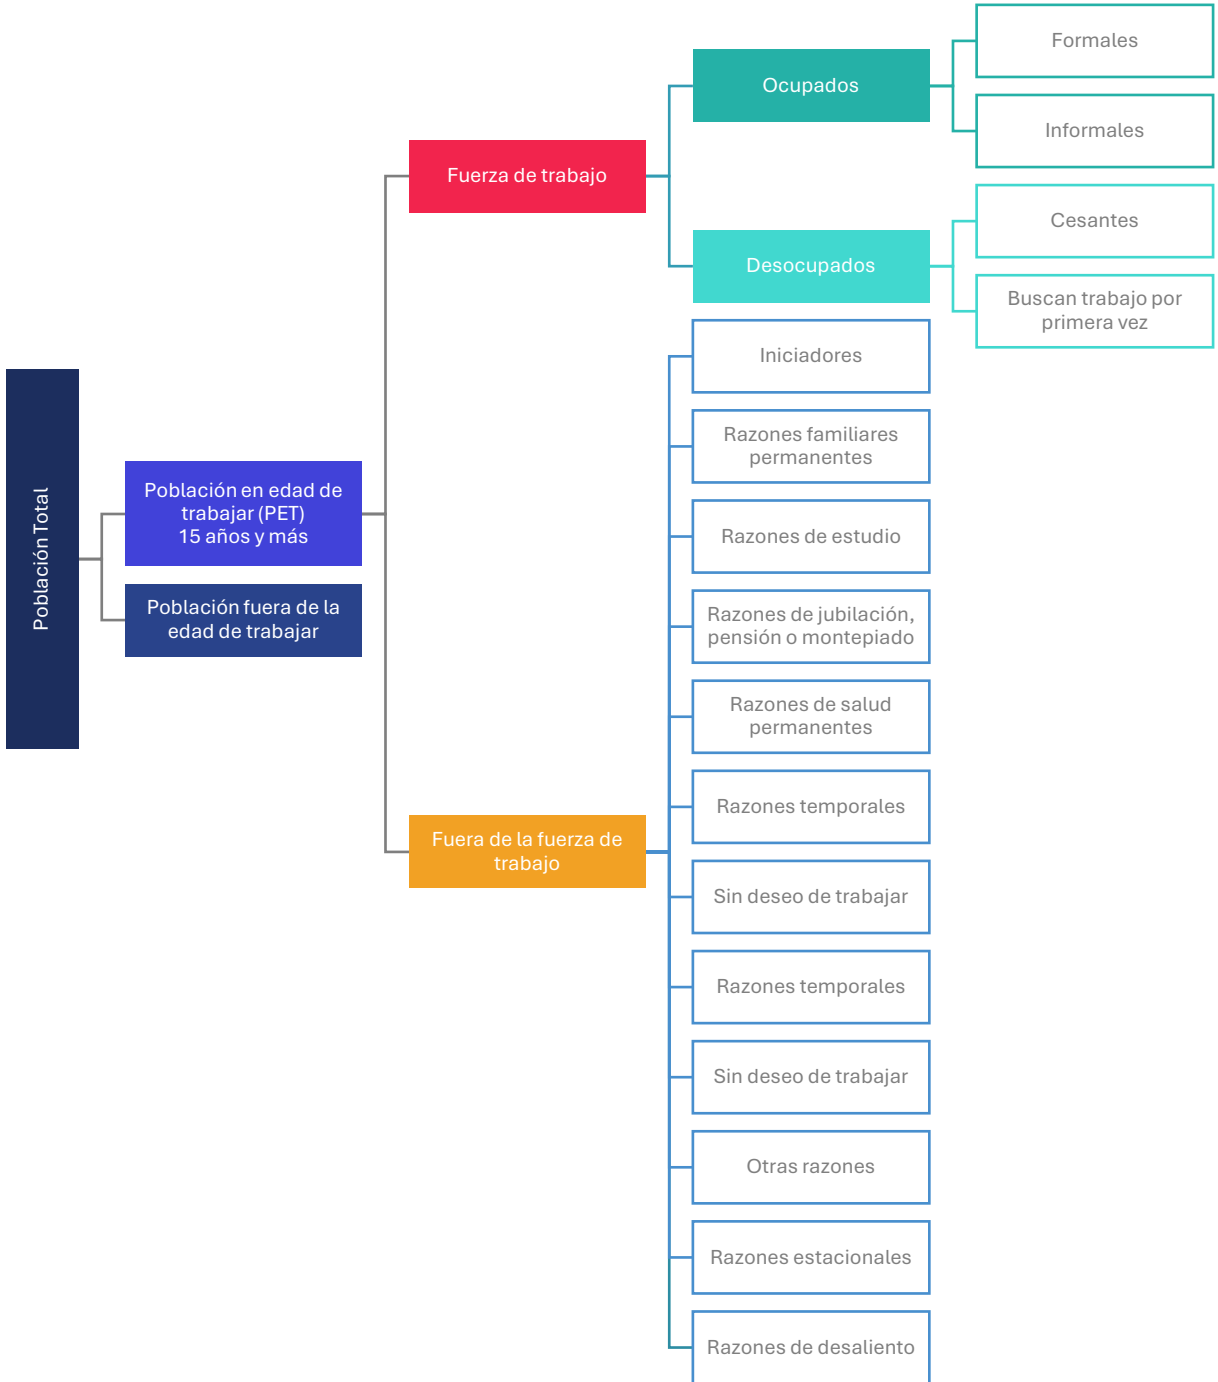 Población Total
Población en edad de
trabajar (PET)
15 años y más
Población fuera de la
edad de trabajar
Fuerza de trabajo
Fuera de la fuerza de
trabajo
Ocupados
Desocupados
Formales
Informales
Cesantes
Buscan trabajo por
primera vez
Iniciadores
Razones familiares
permanentes
Razones de estudio
Razones de jubilación,
pensión o montepiado
Razones de salud
permanentes
Razones temporales
Sin deseo de trabajar
Razones temporales
Sin deseo de trabajar
Otras razones
Razones estacionales
Razones de desaliento